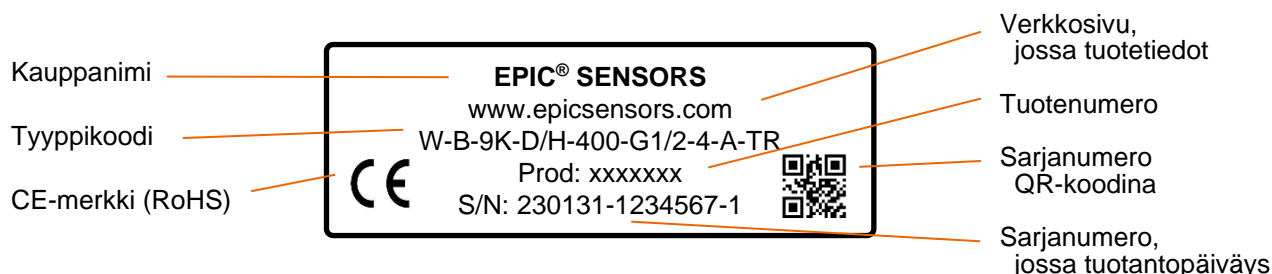 Kauppanimi
Tyyppikoodi
CE-merkki (RoHS)
EPIC® SENSORS
www.epicsensors.com
W-B-9K-D/H-400-G1/2-4-A-TR
Prod: xxxxxxx
S/N: 230131-1234567-1
CE
Verkkosivu,
jossa tuotetiedot
Tuotenumero
Sarjanumero
QR-koodina
Sarjanumero,
jossa tuotantopäiväys